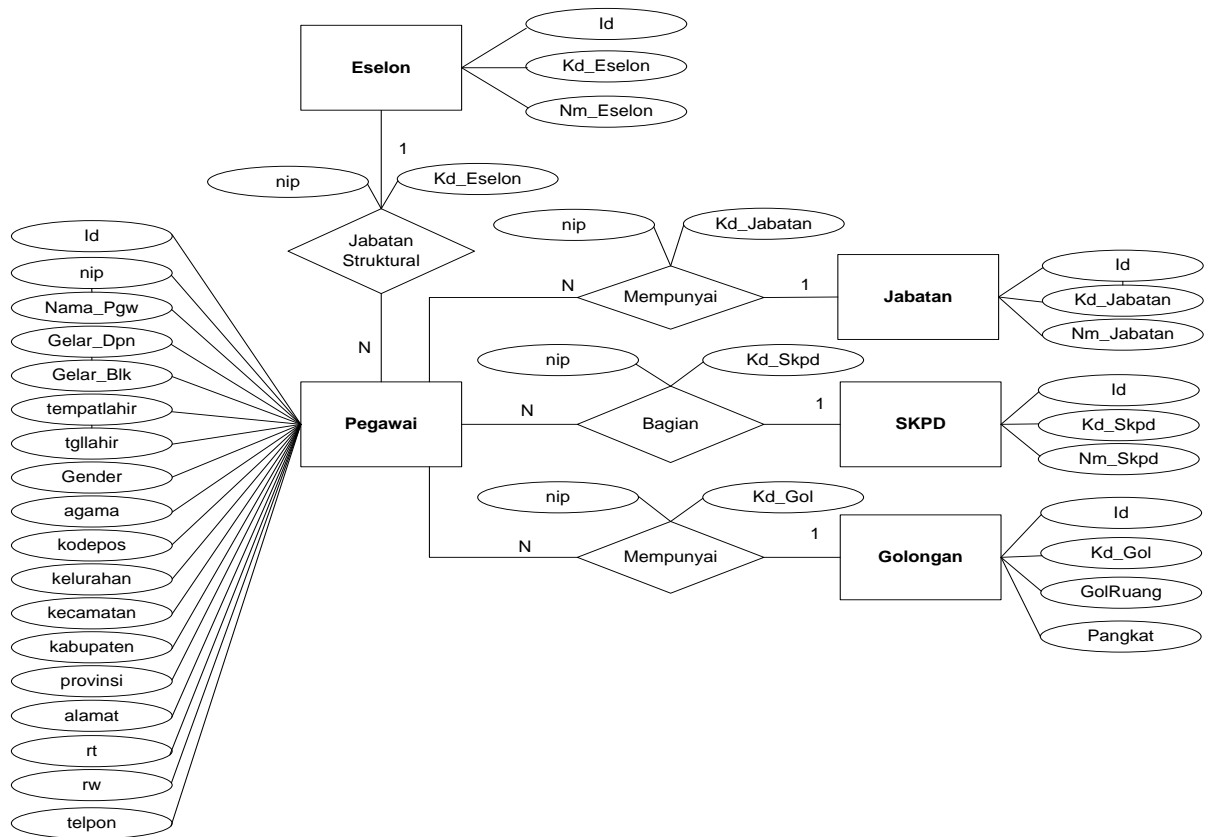 Id
Eselon
Kd_Eselon
Nm_Eselon
1
nip
Kd_Eselon
Jabatan
Struktural
N
Id
nip
Nama_Pgw
Gelar_Dpn
Gelar_Blk
tempatlahir
tgllahir
Gender
agama
kodepos
kelurahan
kecamatan
kabupaten
provinsi
alamat
rt
rw
telpon
Pegawai
nip
Kd_Jabatan
N
Mempunyai
1
Jabatan
Id
Kd_Jabatan
Nm_Jabatan
nip
Kd_Skpd
N
Bagian
1
SKPD
Id
Kd_Skpd
Nm_Skpd
nip
Kd_Gol
N
Mempunyai
1
Golongan
Id
Kd_Gol
GolRuang
Pangkat